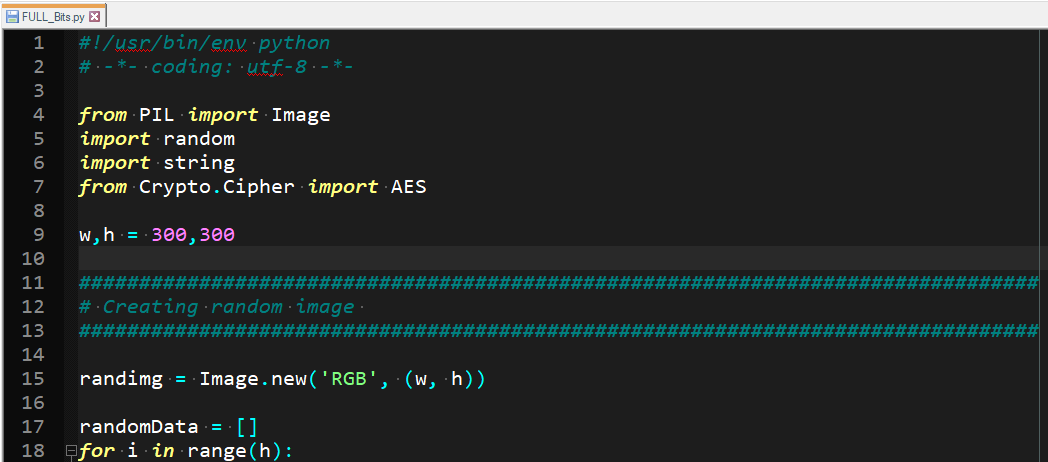 FULL_Bits.py
1 #!/usr/bin/env python
2 # -*- coding: utf-8 -*-
3
4 from PIL import Image
5 import random
6 import string
7 from Crypto.Cipher import AES
8
9 w,h = 300,300
10
11 ################################################################################
12 # Creating random image
13 ################################################################################
14
15 randimg = Image.new('RGB', (w, h))
16
17 randomData = []
18 for i in range(h):